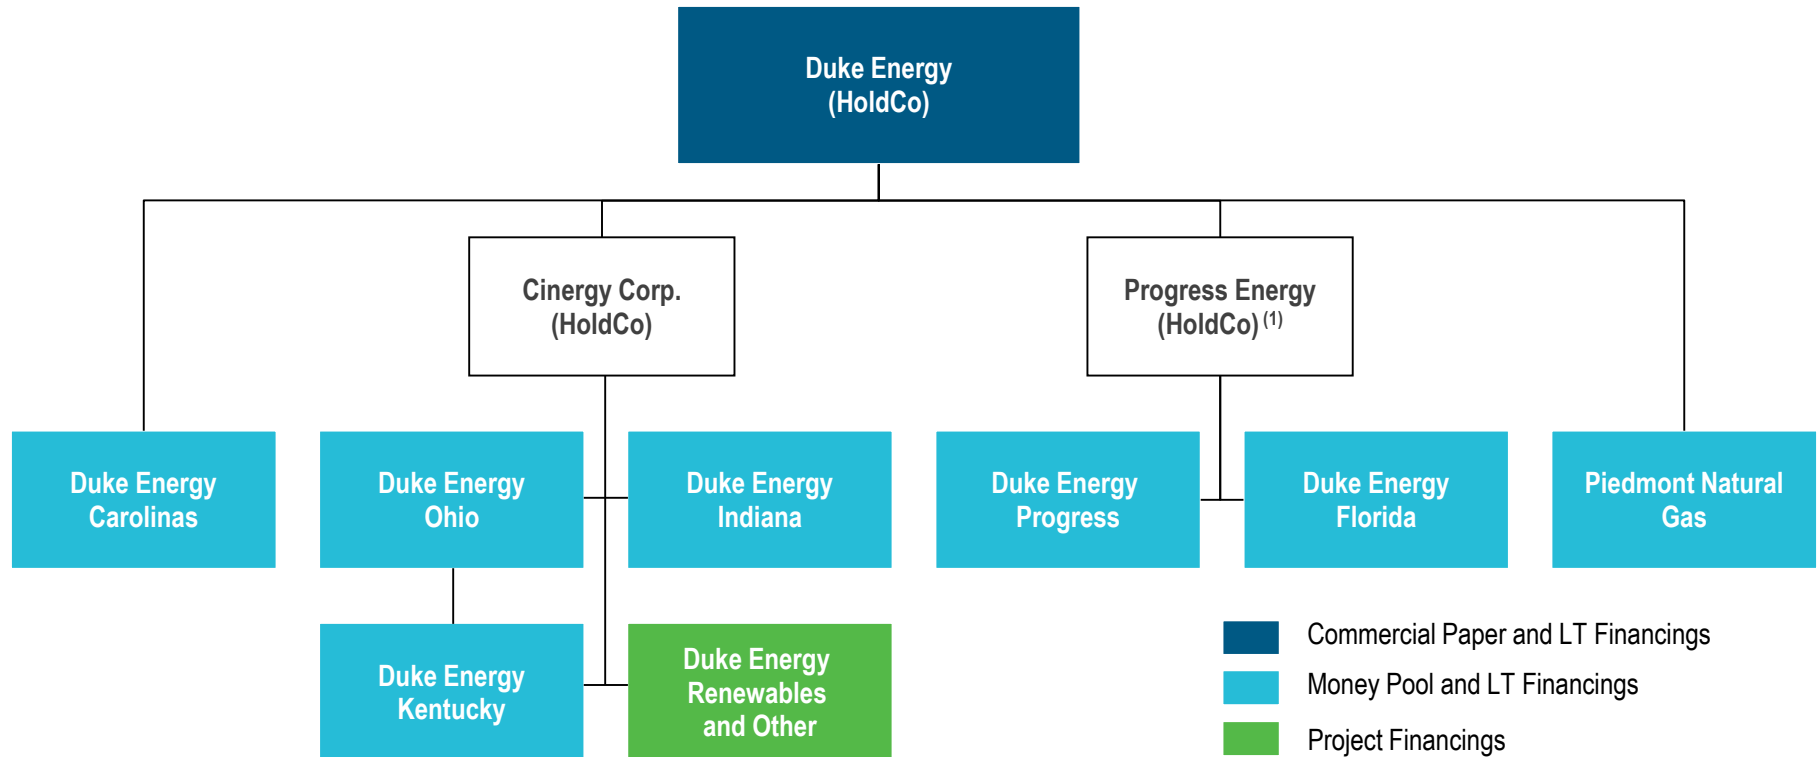 Duke Energy
(HoldCo)
Cinergy Corp.
(HoldCo)
Progress Energy
(HoldCo) (1)
Duke Energy
Carolinas
Duke Energy
Ohio
Duke Energy
Indiana
Duke Energy
Progress
Duke Energy
Florida
Piedmont Natural
Gas
Duke Energy
Kentucky
Duke Energy
Renewables
and Other
Commercial Paper and LT Financings
Money Pool and LT Financings
Project Financings